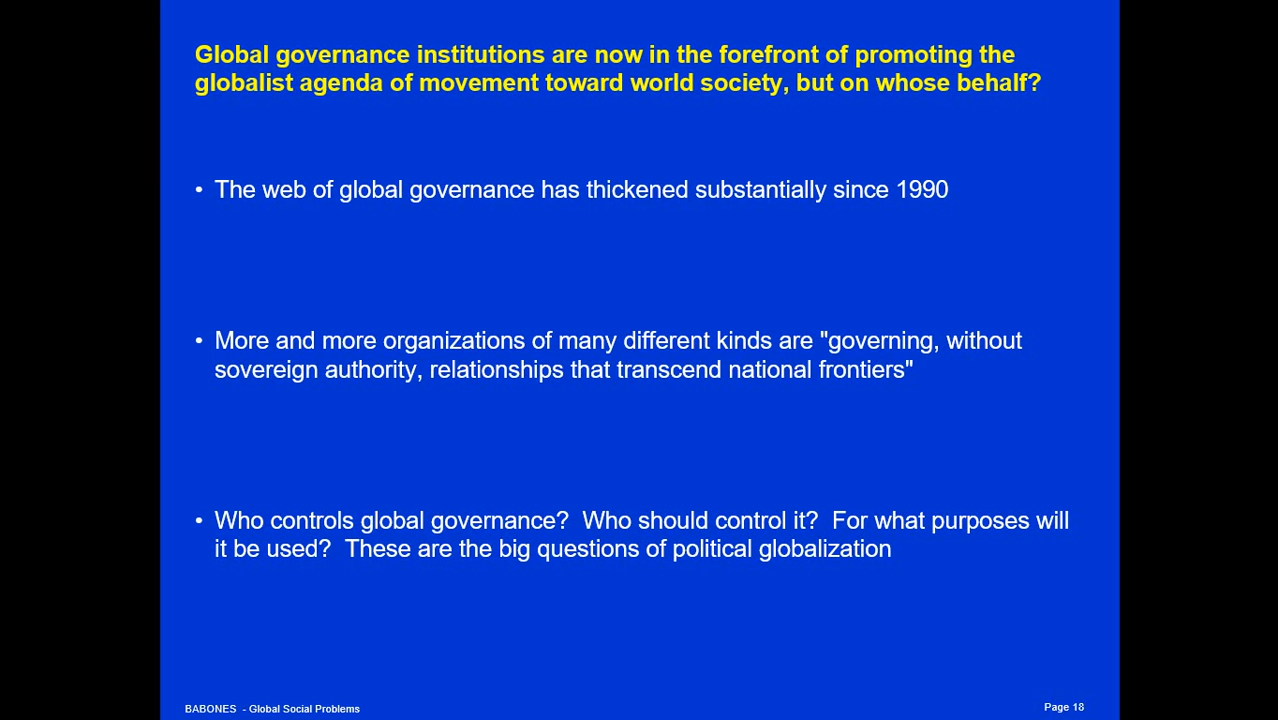 Global governance institutions are now in the forefront of promoting the
globalist agenda of movement toward world society, but on whose behalf?
• The web of global governance has thickened substantially since 1990
• More and more organizations of many different kinds are "governing, without
sovereign authority, relationships that transcend national frontiers"
• Who controls global governance?  Who should control it?  For what purposes will
it be used?  These are the big questions of political globalization
BABONES  - Global Social Problems
Page 18